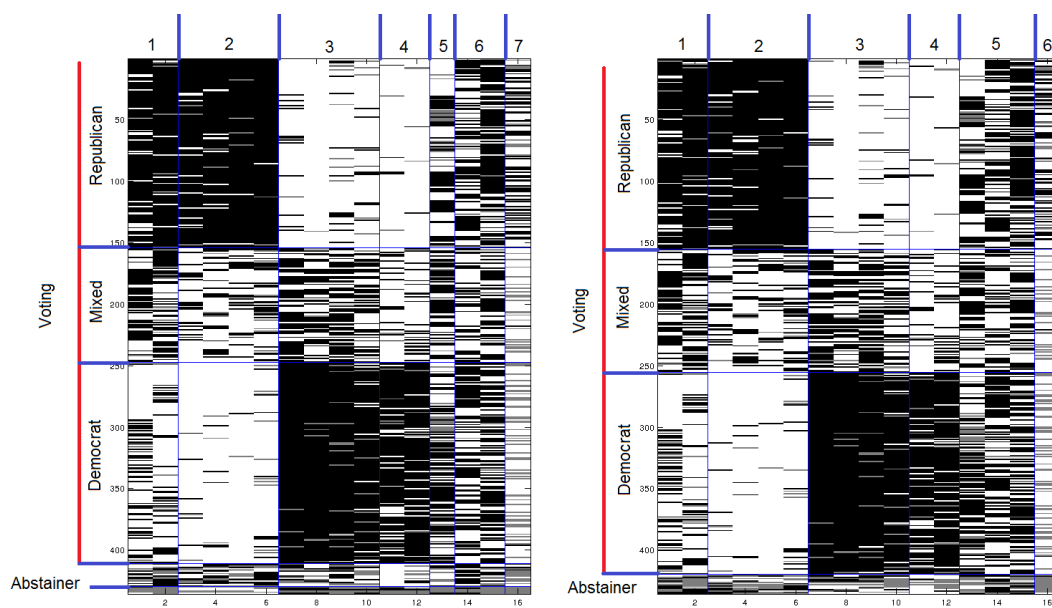 1 2 3 4 5 6 7
50
100
150
200
250
300
350
400
2 4 6 8 10 12 14 16
Voting
Republican
Mixed
Democrat
Abstainer
1 2 3 4 5 6
50
100
150
200
250
300
350
400
2 4 6 8 10 12 14 16
Voting
Republican
Mixed
Democrat
Abstainer